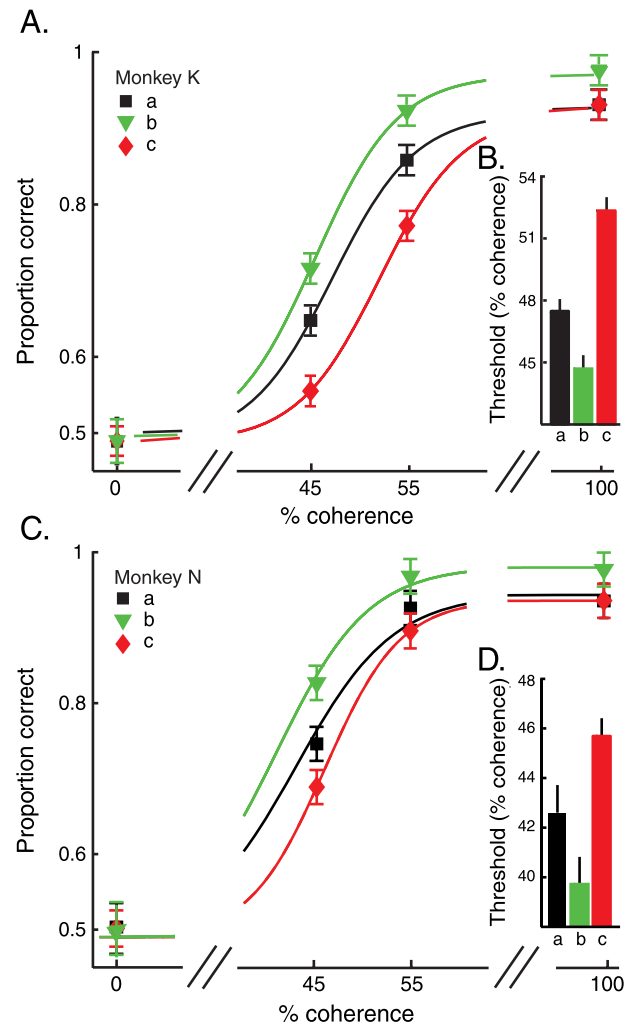 A.
1
Monkey K
a
b
c
0.8
0.6
0.5
Proportion correct
0
45
55
100
% coherence
B.
54
51
48
45
Threshold (% coherence)
a b c
C.
1
Monkey N
a
b
c
0.8
0.6
0.5
Proportion correct
0
45
55
100
% coherence
D.
48
46
44
42
40
Threshold (% coherence)
a b c